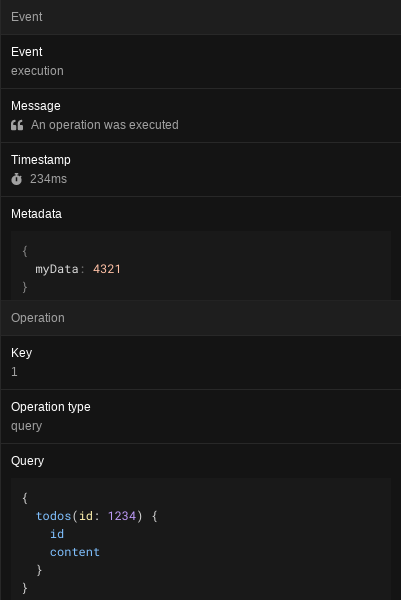 Event
Event
execution
Message
An operation was executed
Timestamp
234ms
Metadata
{
  myData: 4321
}
Operation
Key
1
Operation type
query
Query
{
  todos(id: 1234) {
    id
    content
  }
}